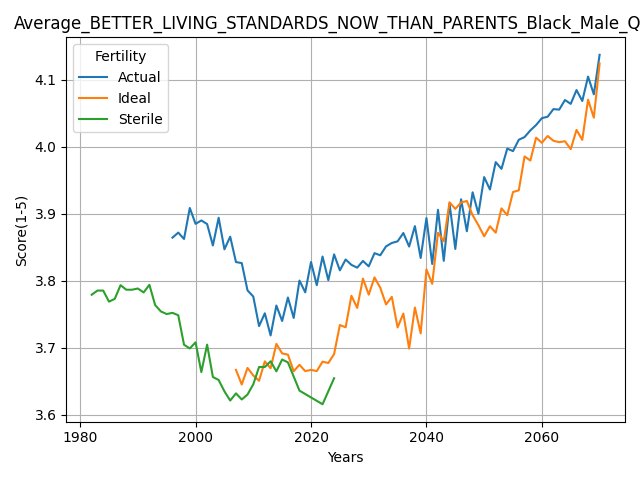 Average_BETTER_LIVING_STANDARDS_NOW_THAN_PARENTS_Black_Male_Q
Fertility
Actual
Ideal
Sterile
Score(1-5)
4.1
4.0
3.9
3.8
3.7
3.6
1980 2000 2020 2040 2060
Years